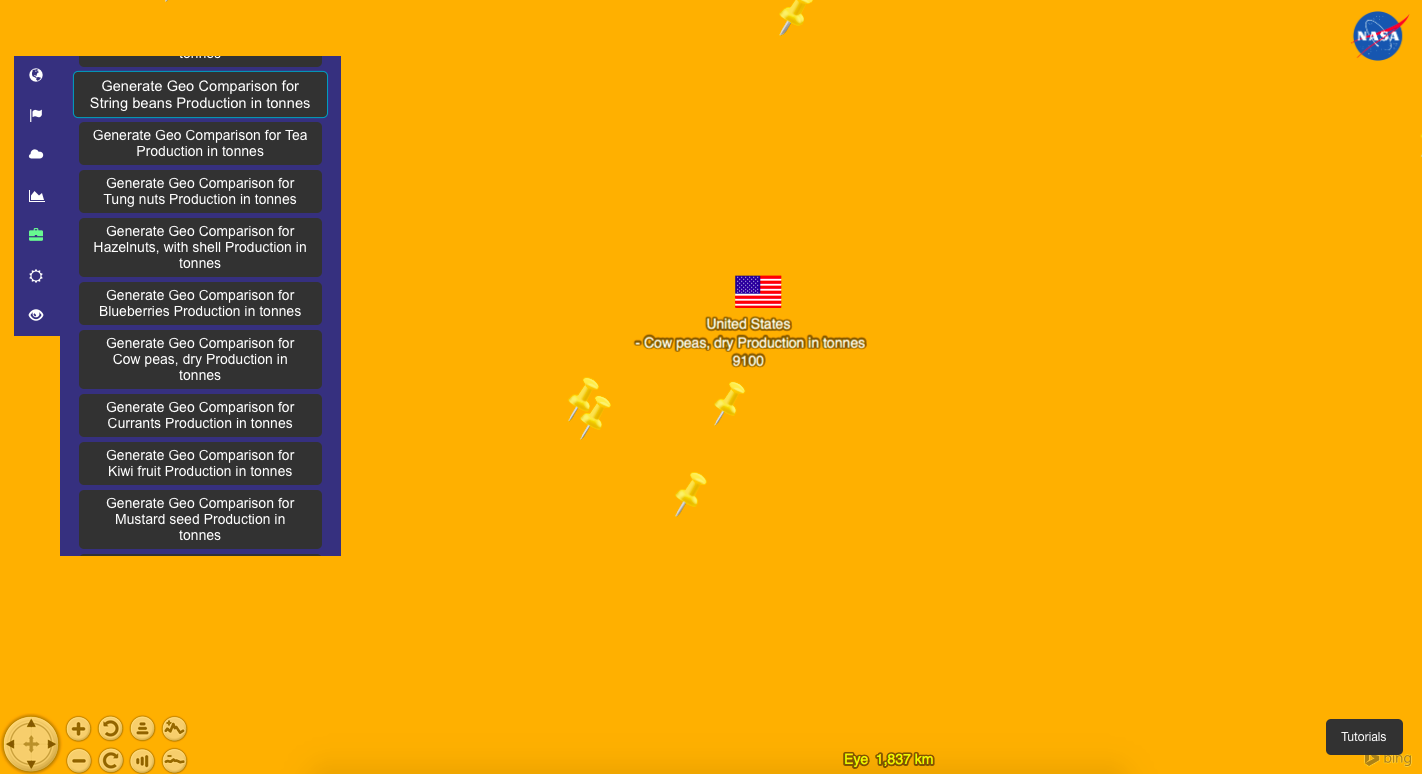 tonnes
Generate Geo Comparison for
String beans Production in tonnes
Generate Geo Comparison for Tea
Production in tonnes
Generate Geo Comparison for
Tung nuts Production in tonnes
Generate Geo Comparison for
Hazelnuts, with shell Production in
tonnes
Generate Geo Comparison for
Blueberries Production in tonnes
Generate Geo Comparison for
Cow peas, dry Production in
tonnes
Generate Geo Comparison for
Currants Production in tonnes
Generate Geo Comparison for
Kiwi fruit Production in tonnes
Generate Geo Comparison for
Mustard seed Production in
tonnes
NASA
United States
- Cow peas, dry Production in tonnes
9100
Eye 1,837 km
Tutorials
bing